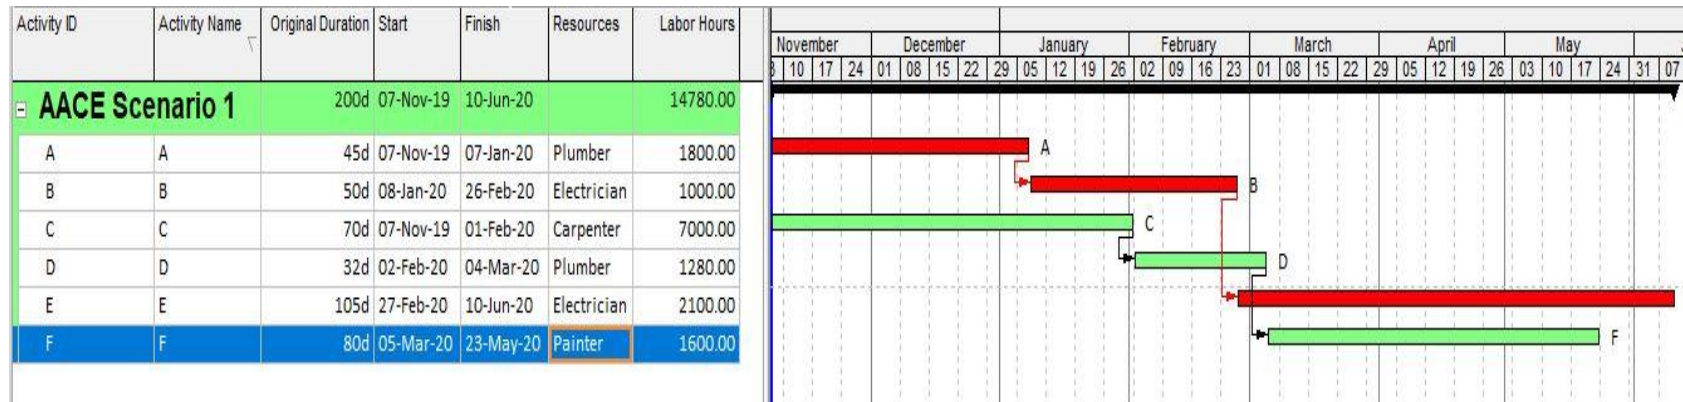 Activity ID Activity Name Original Duration Start Finish Resources Labor Hours
November December January February March April May
10 17 24 01 08 15 22 29 05 12 19 26 02 09 16 23 01 08 15 22 29 05 12 19 26 03 10 17 24 31 07
AACE Scenario 1 200d 07-Nov-19 10-Jun-20 14780.00
A A 45d 07-Nov-19 07-Jan-20 Plumber 1800.00 A
B B 50d 08-Jan-20 26-Feb-20 Electrician 1000.00 B
C C 70d 07-Nov-19 01-Feb-20 Carpenter 7000.00 C
D D 32d 02-Feb-20 04-Mar-20 Plumber 1280.00 D
E E 105d 27-Feb-20 10-Jun-20 Electrician 2100.00
F F 80d 05-Mar-20 23-May-20 Painter 1600.00 F